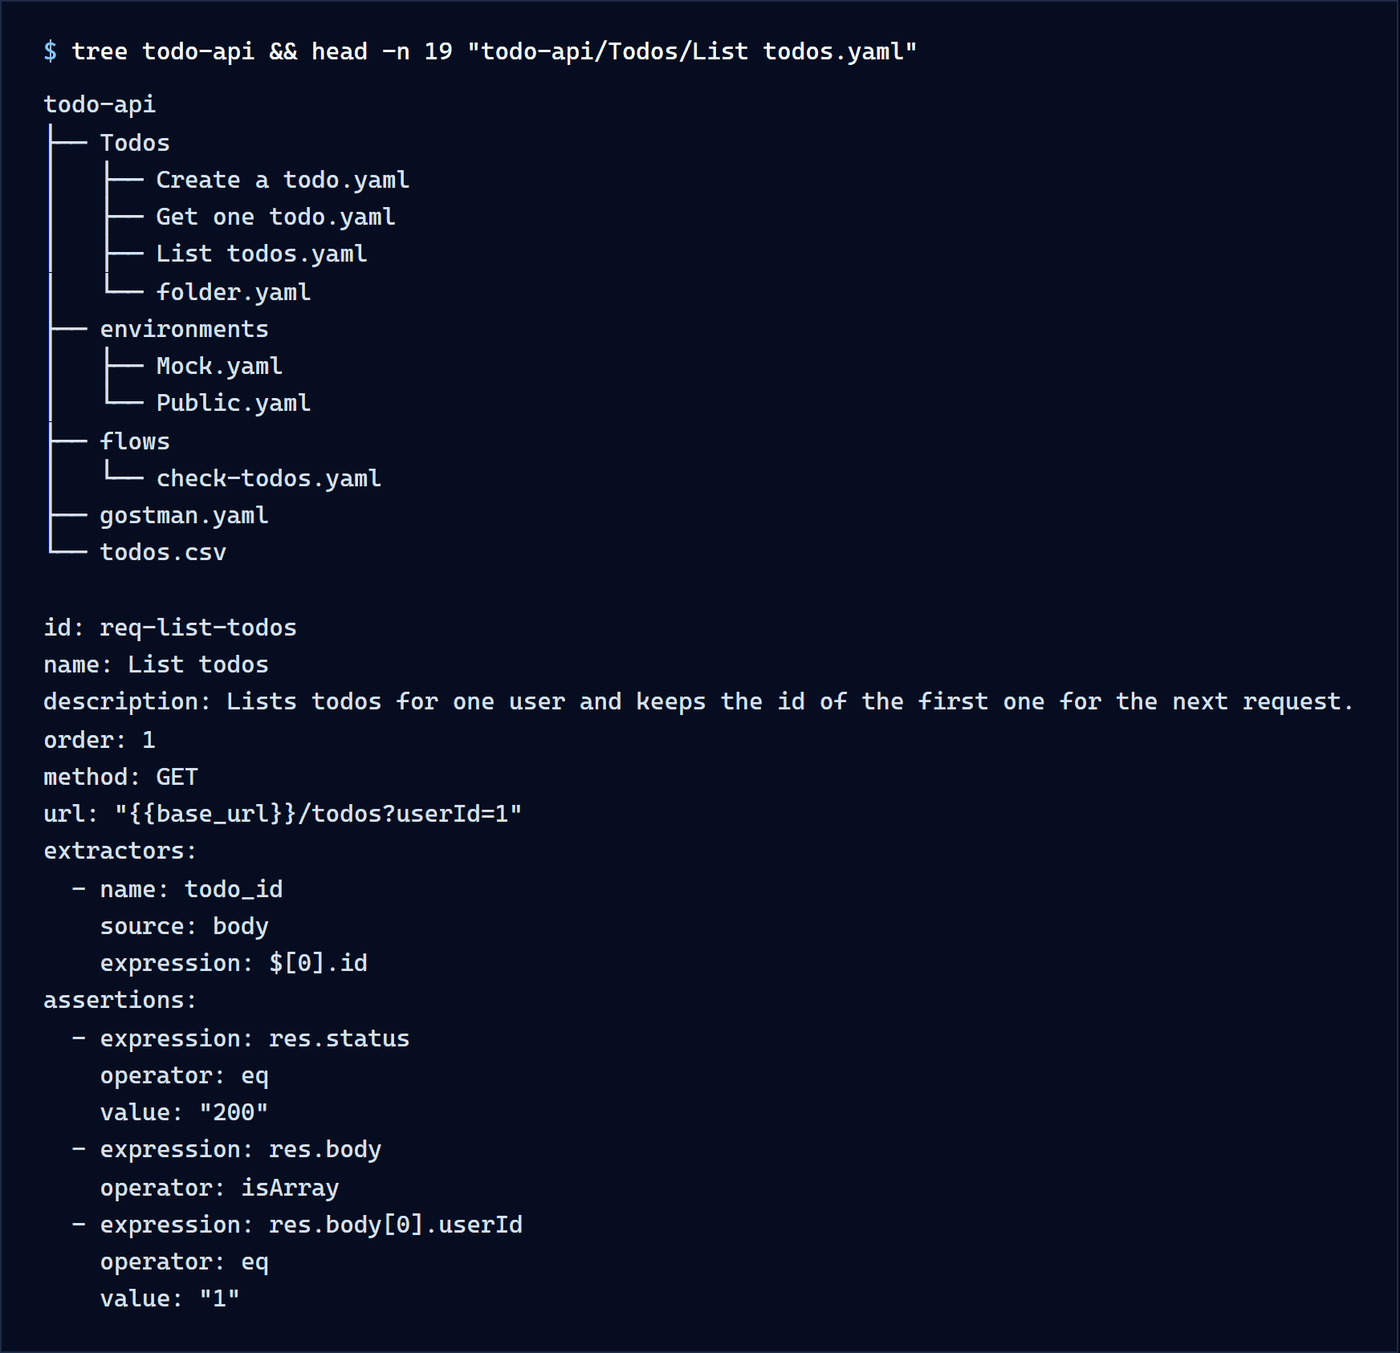 $ tree todo-api && head -n 19 "todo-api/Todos/List todos.yaml"
todo-api
├── Todos
│   ├── Create a todo.yaml
│   ├── Get one todo.yaml
│   ├── List todos.yaml
│   └── folder.yaml
├── environments
│   ├── Mock.yaml
│   └── Public.yaml
├── flows
│   └── check-todos.yaml
├── gostman.yaml
└── todos.csv

id: req-list-todos
name: List todos
description: Lists todos for one user and keeps the id of the first one for the next request.
order: 1
method: GET
url: "{{base_url}}/todos?userId=1"
extractors:
  - name: todo_id
    source: body
    expression: $[0].id
assertions:
  - expression: res.status
    operator: eq
    value: "200"
  - expression: res.body
    operator: isArray
  - expression: res.body[0].userId
    operator: eq
    value: "1"